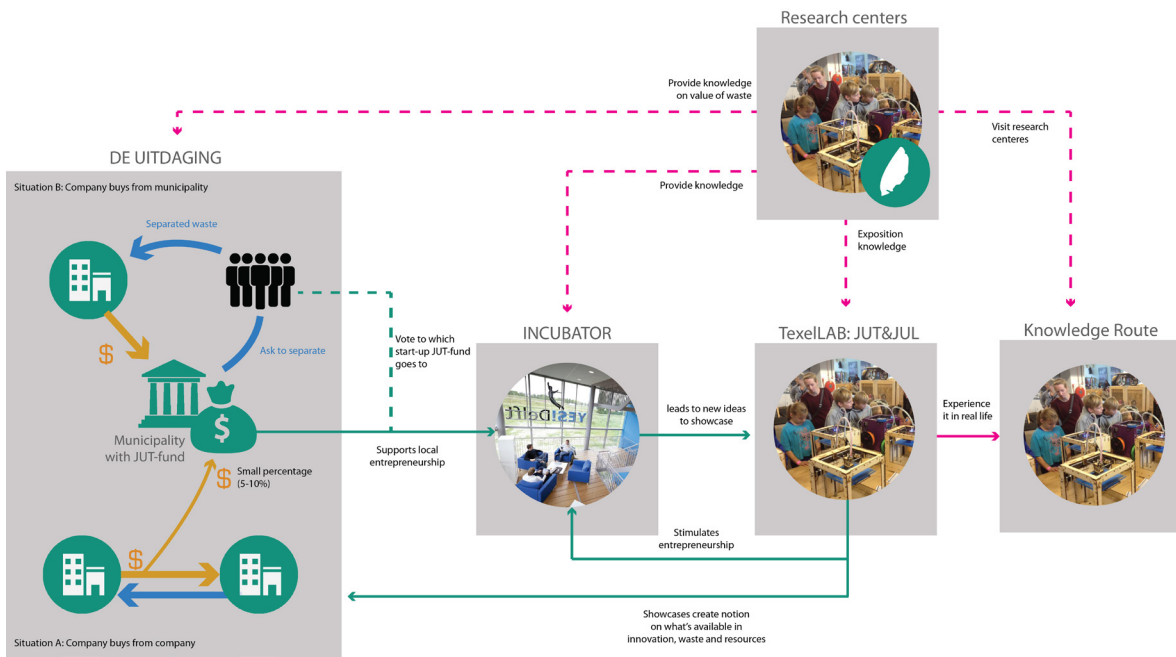 Research centers
Provide knowledge
on value of waste
Visit research
centeres
DE UITDAGING
Situation B: Company buys from municipality
Separated waste
Provide knowledge
Exposition
knowledge
$
Ask to separate
Vote to which
start-up JUT-fund
goes to
INCUBATOR
TexelLAB: JUT&JUL
Knowledge Route
YES!Delft
$
Municipality
with JUT-fund
Supports local
entrepreneurship
leads to new ideas
to showcase
Experience
it in real life
$
Small percentage
(5-10%)
$
Stimulates
entrepreneurship
Showcases create notion
on what's available in
innovation, waste and resources
Situation A: Company buys from company